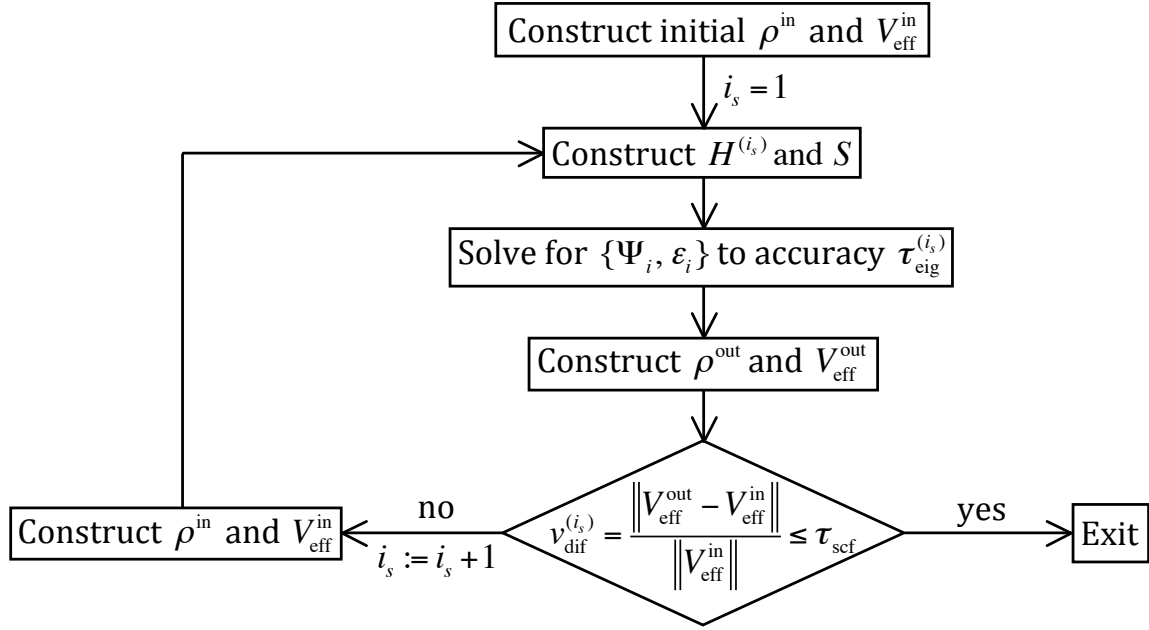 Construct initial ρ^in and V_eff^in
i_s = 1
Construct H^(i_s) and S
Solve for {Ψ_i, ε_i} to accuracy τ_eig^(i_s)
Construct ρ^out and V_eff^out
v_dif^(i_s) = ‖V_eff^out − V_eff^in‖ / ‖V_eff^in‖ ≤ τ_scf
no
i_s := i_s + 1
Construct ρ^in and V_eff^in
yes
Exit